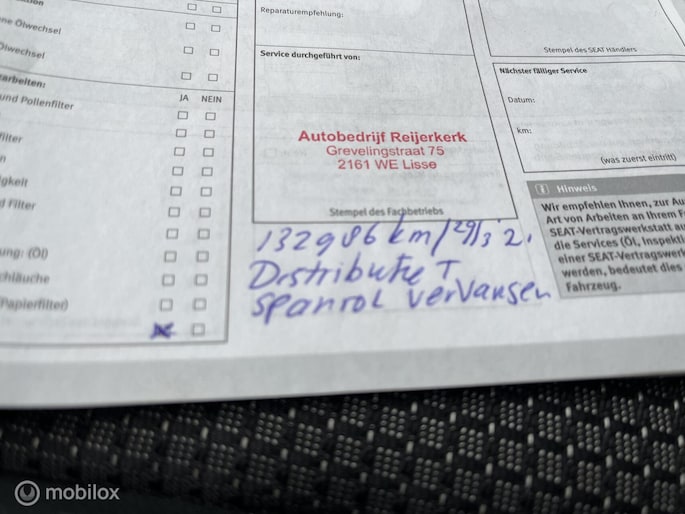 ne Ölwechsel
Ölwechsel
arbeiten:
JA NEIN
und Pollenfilter
filter
n
gkeit
d Filter
ung: (Öl)
chläuche
Papierfilter)
Reparaturempfehlung:
Service durchgeführt von:
Autobedrijf Reijerkerk
Grevelingstraat 75
2161 WE Lisse
Stempel des Fachbetriebs
132986 km/29/3 2.
Distributie T
spanrol vervangen
Stempel des SEAT Händlers
Nächster fälliger Service
Datum:
km:
(was zuerst eintritt)
i Hinweis
Wir empfehlen Ihnen, zur Au
Art von Arbeiten an Ihrem F
SEAT-Vertragswerkstatt au
die Services (Öl, Inspekti
einer SEAT-Vertragswerk
werden, bedeutet dies
Fahrzeug.
mobilox